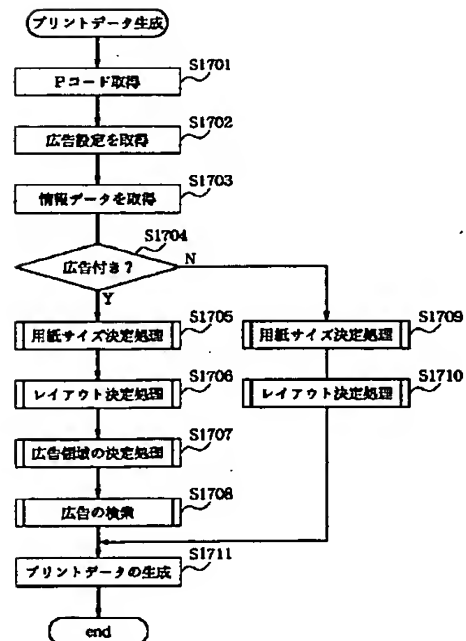 プリントデータ生成
S1701
Pコード取得
S1702
広告設定を取得
S1703
情報データを取得
S1704
広告付き？
N
Y
S1705
用紙サイズ決定処理
S1709
用紙サイズ決定処理
S1706
レイアウト決定処理
S1710
レイアウト決定処理
S1707
広告領域の決定処理
S1708
広告の検索
S1711
プリントデータの生成
end